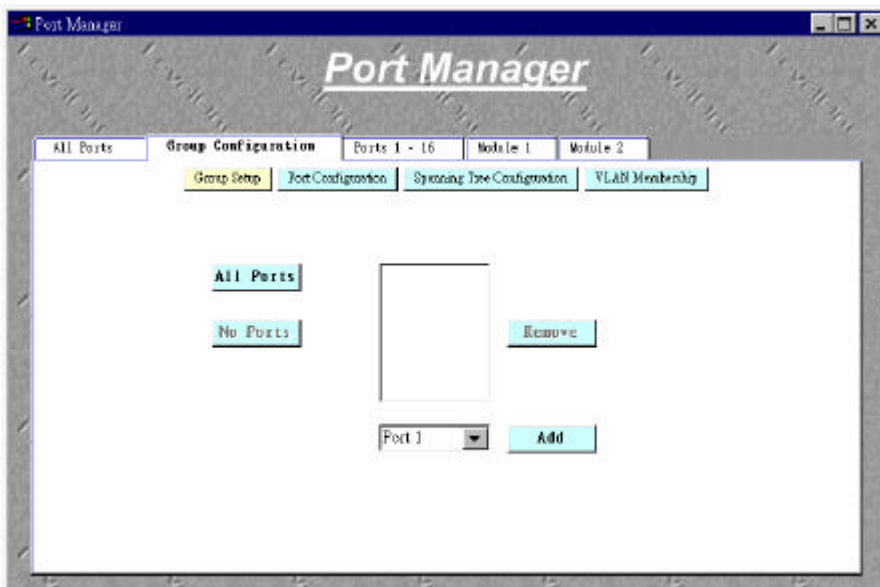 Port Manager
Port Manager
All Ports Group Configuration Ports 1 - 16 Module 1 Module 2
Group Setup Port Configuration Spanning Tree Configuration VLAN Membership
All Ports
No Ports Remove
Port 1 Add